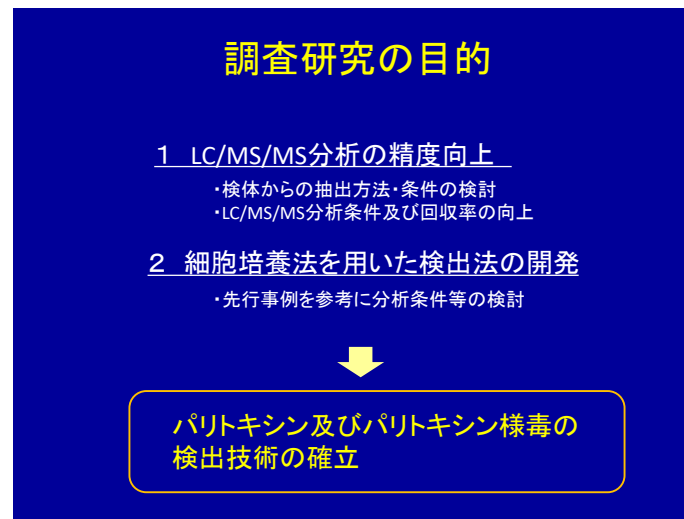 調査研究の目的
１　LC/MS/MS分析の精度向上
・検体からの抽出方法・条件の検討
・LC/MS/MS分析条件及び回収率の向上
２　細胞培養法を用いた検出法の開発
・先行事例を参考に分析条件等の検討
パリトキシン及びパリトキシン様毒の
検出技術の確立